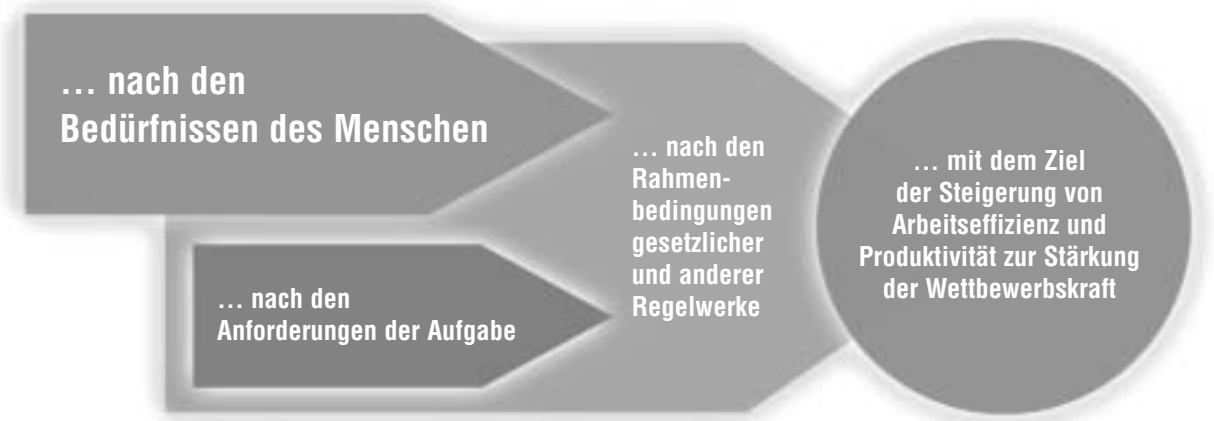 ... nach den
Bedürfnissen des Menschen
... nach den
Anforderungen der Aufgabe
... nach den
Rahmen-
bedingungen
gesetzlicher
und anderer
Regelwerke
... mit dem Ziel
der Steigerung von
Arbeitseffizienz und
Produktivität zur Stärkung
der Wettbewerbskraft